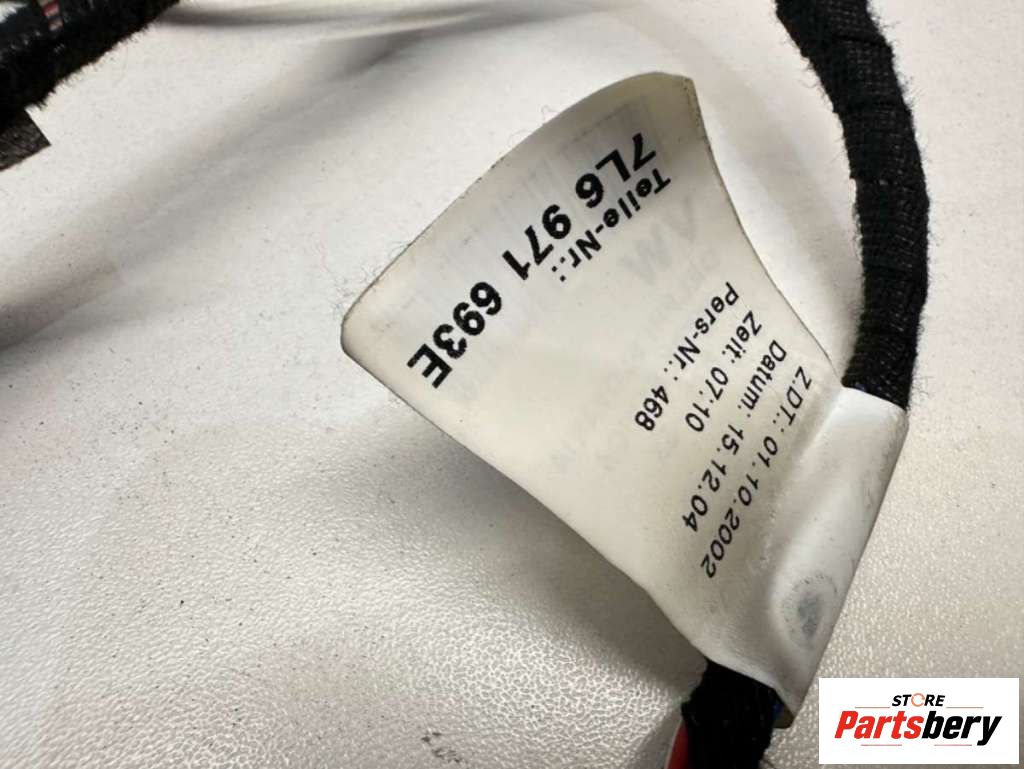 Teile-Nr.:
7L6 971 693E
Z.DT.: 01.10.2002
Datum: 15.12.04
Zeit: 07:10
Pers-Nr.: 468
STORE
Partsbery